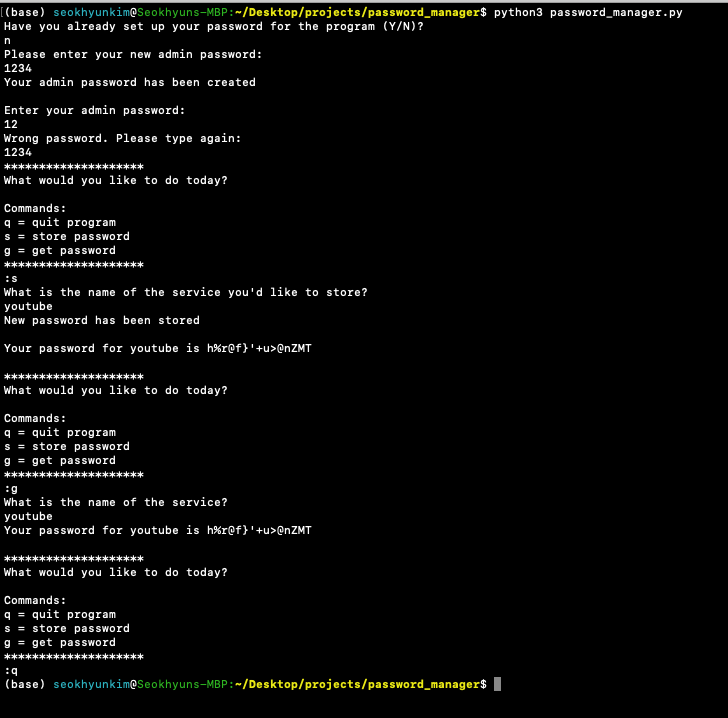 (base) seokhyunkim@Seokhyuns-MBP:~/Desktop/projects/password_manager$ python3 password_manager.py
Have you already set up your password for the program (Y/N)?
n
Please enter your new admin password:
1234
Your admin password has been created

Enter your admin password:
12
Wrong password. Please type again:
1234
********************
What would you like to do today?

Commands:
q = quit program
s = store password
g = get password
********************
:s
What is the name of the service you'd like to store?
youtube
New password has been stored

Your password for youtube is h%r@f}'+u>@nZMT

********************
What would you like to do today?

Commands:
q = quit program
s = store password
g = get password
********************
:g
What is the name of the service?
youtube
Your password for youtube is h%r@f}'+u>@nZMT

********************
What would you like to do today?

Commands:
q = quit program
s = store password
g = get password
********************
:q
(base) seokhyunkim@Seokhyuns-MBP:~/Desktop/projects/password_manager$